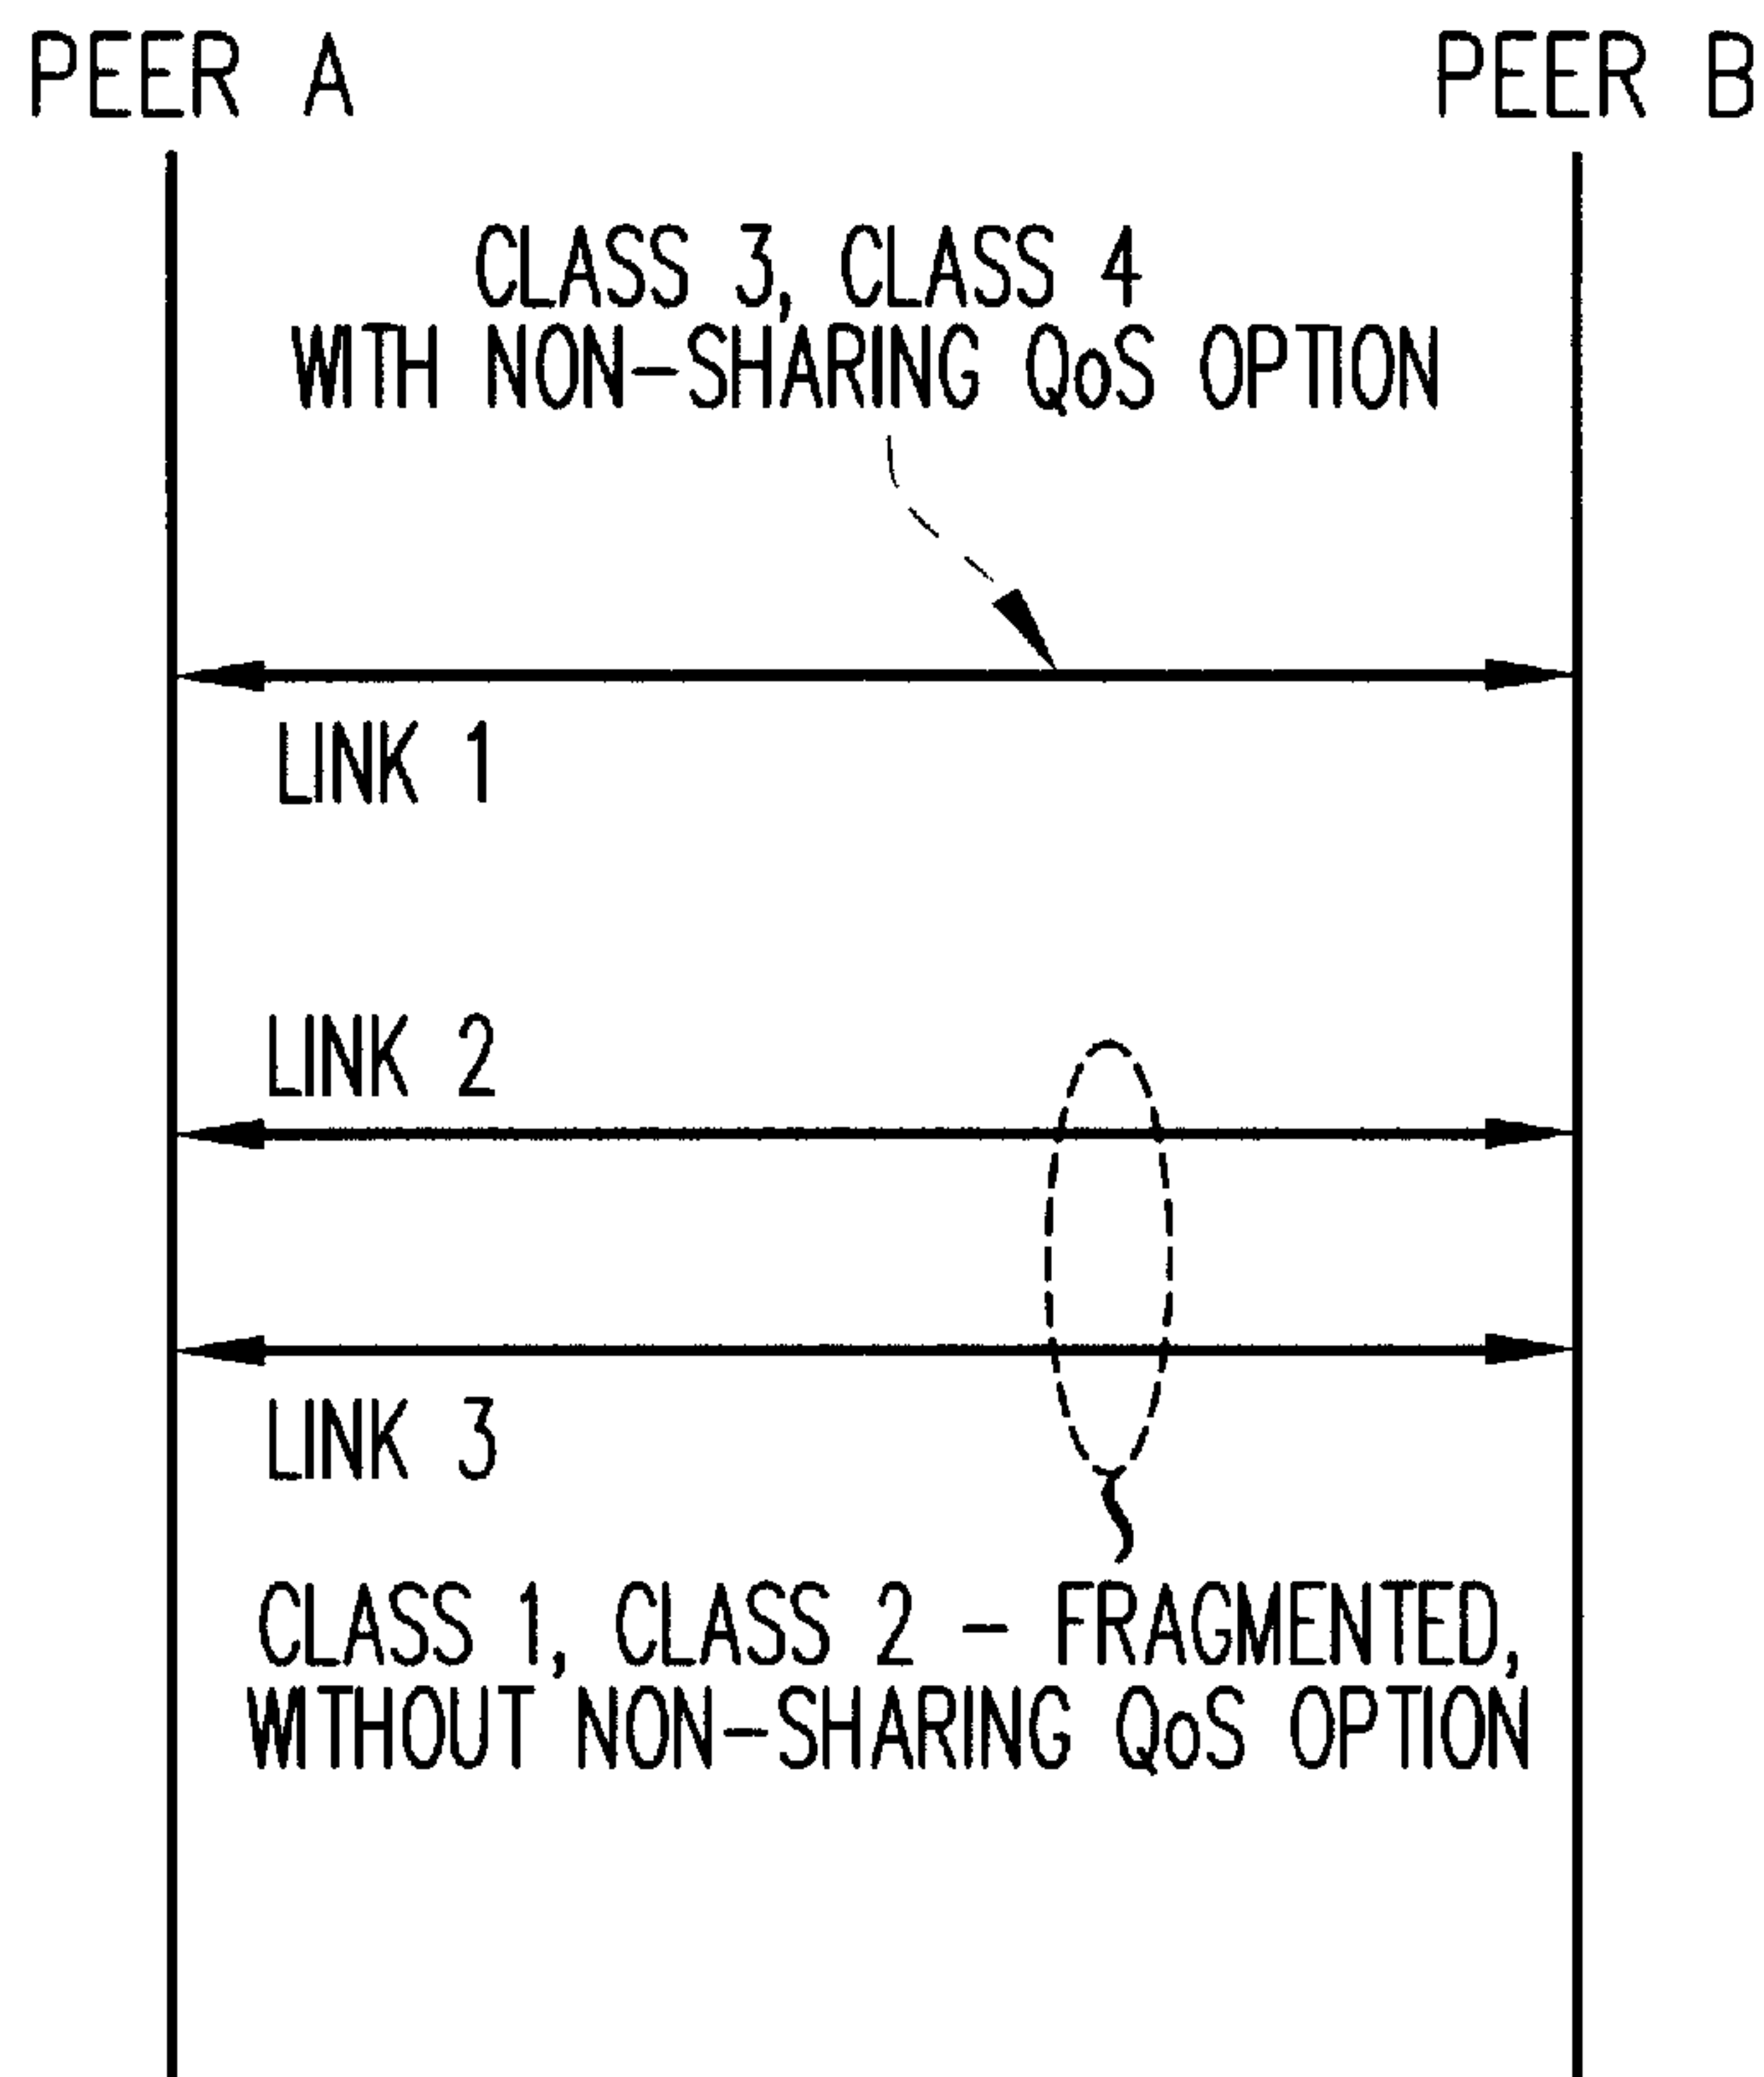 PEER A PEER B
CLASS 3, CLASS 4
WITH NON-SHARING QoS OPTION
LINK 1
LINK 2
LINK 3
CLASS 1, CLASS 2 - FRAGMENTED,
WITHOUT NON-SHARING QoS OPTION